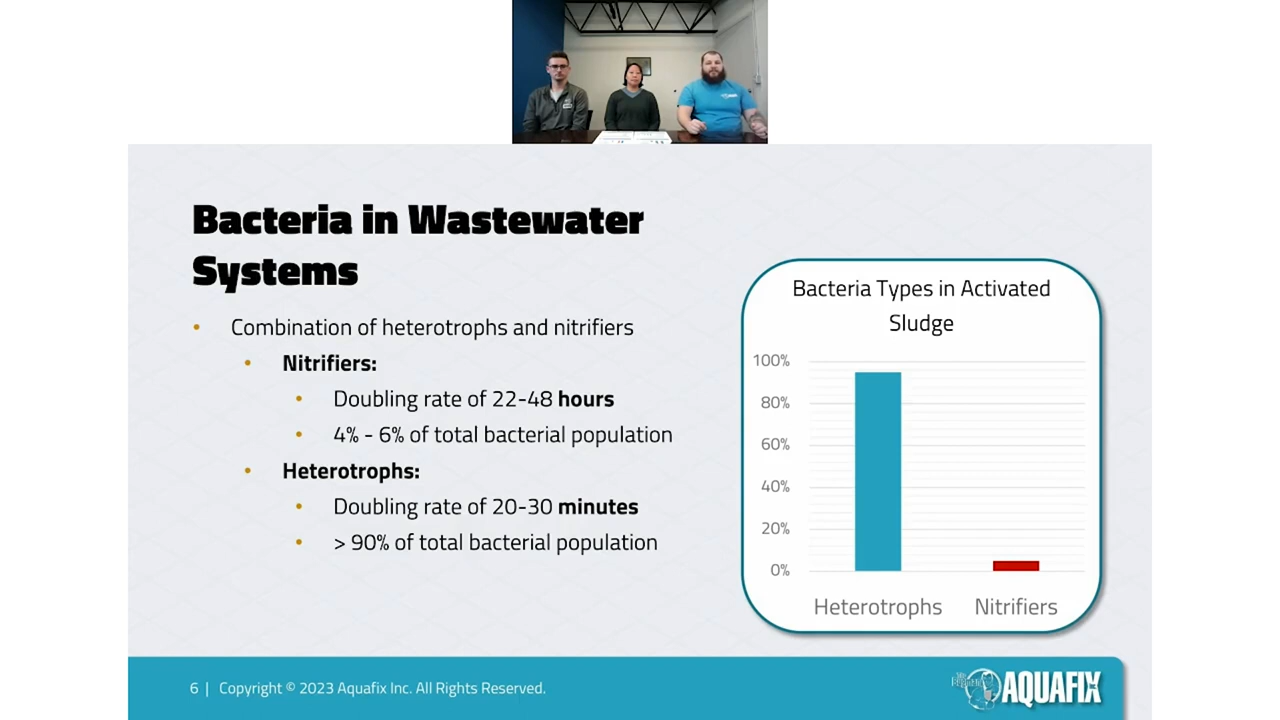 Bacteria in Wastewater
Systems
• Combination of heterotrophs and nitrifiers
• Nitrifiers:
• Doubling rate of 22-48 hours
• 4% - 6% of total bacterial population
• Heterotrophs:
• Doubling rate of 20-30 minutes
• > 90% of total bacterial population
Bacteria Types in Activated
Sludge
100%
80%
60%
40%
20%
0%
Heterotrophs Nitrifiers
6 | Copyright © 2023 Aquafix Inc. All Rights Reserved.
AQUAFIX